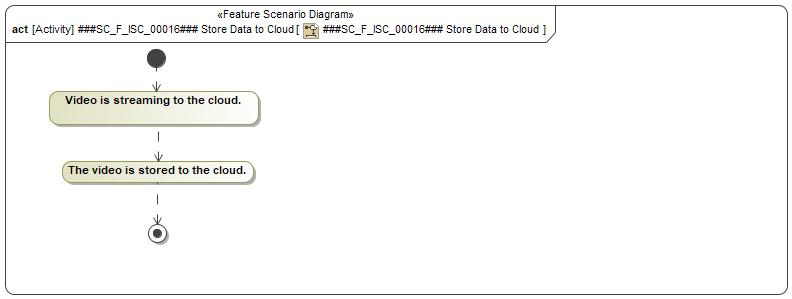 «Feature Scenario Diagram»
act [Activity] ###SC_F_ISC_00016### Store Data to Cloud [ ###SC_F_ISC_00016### Store Data to Cloud ]
Video is streaming to the cloud.
The video is stored to the cloud.